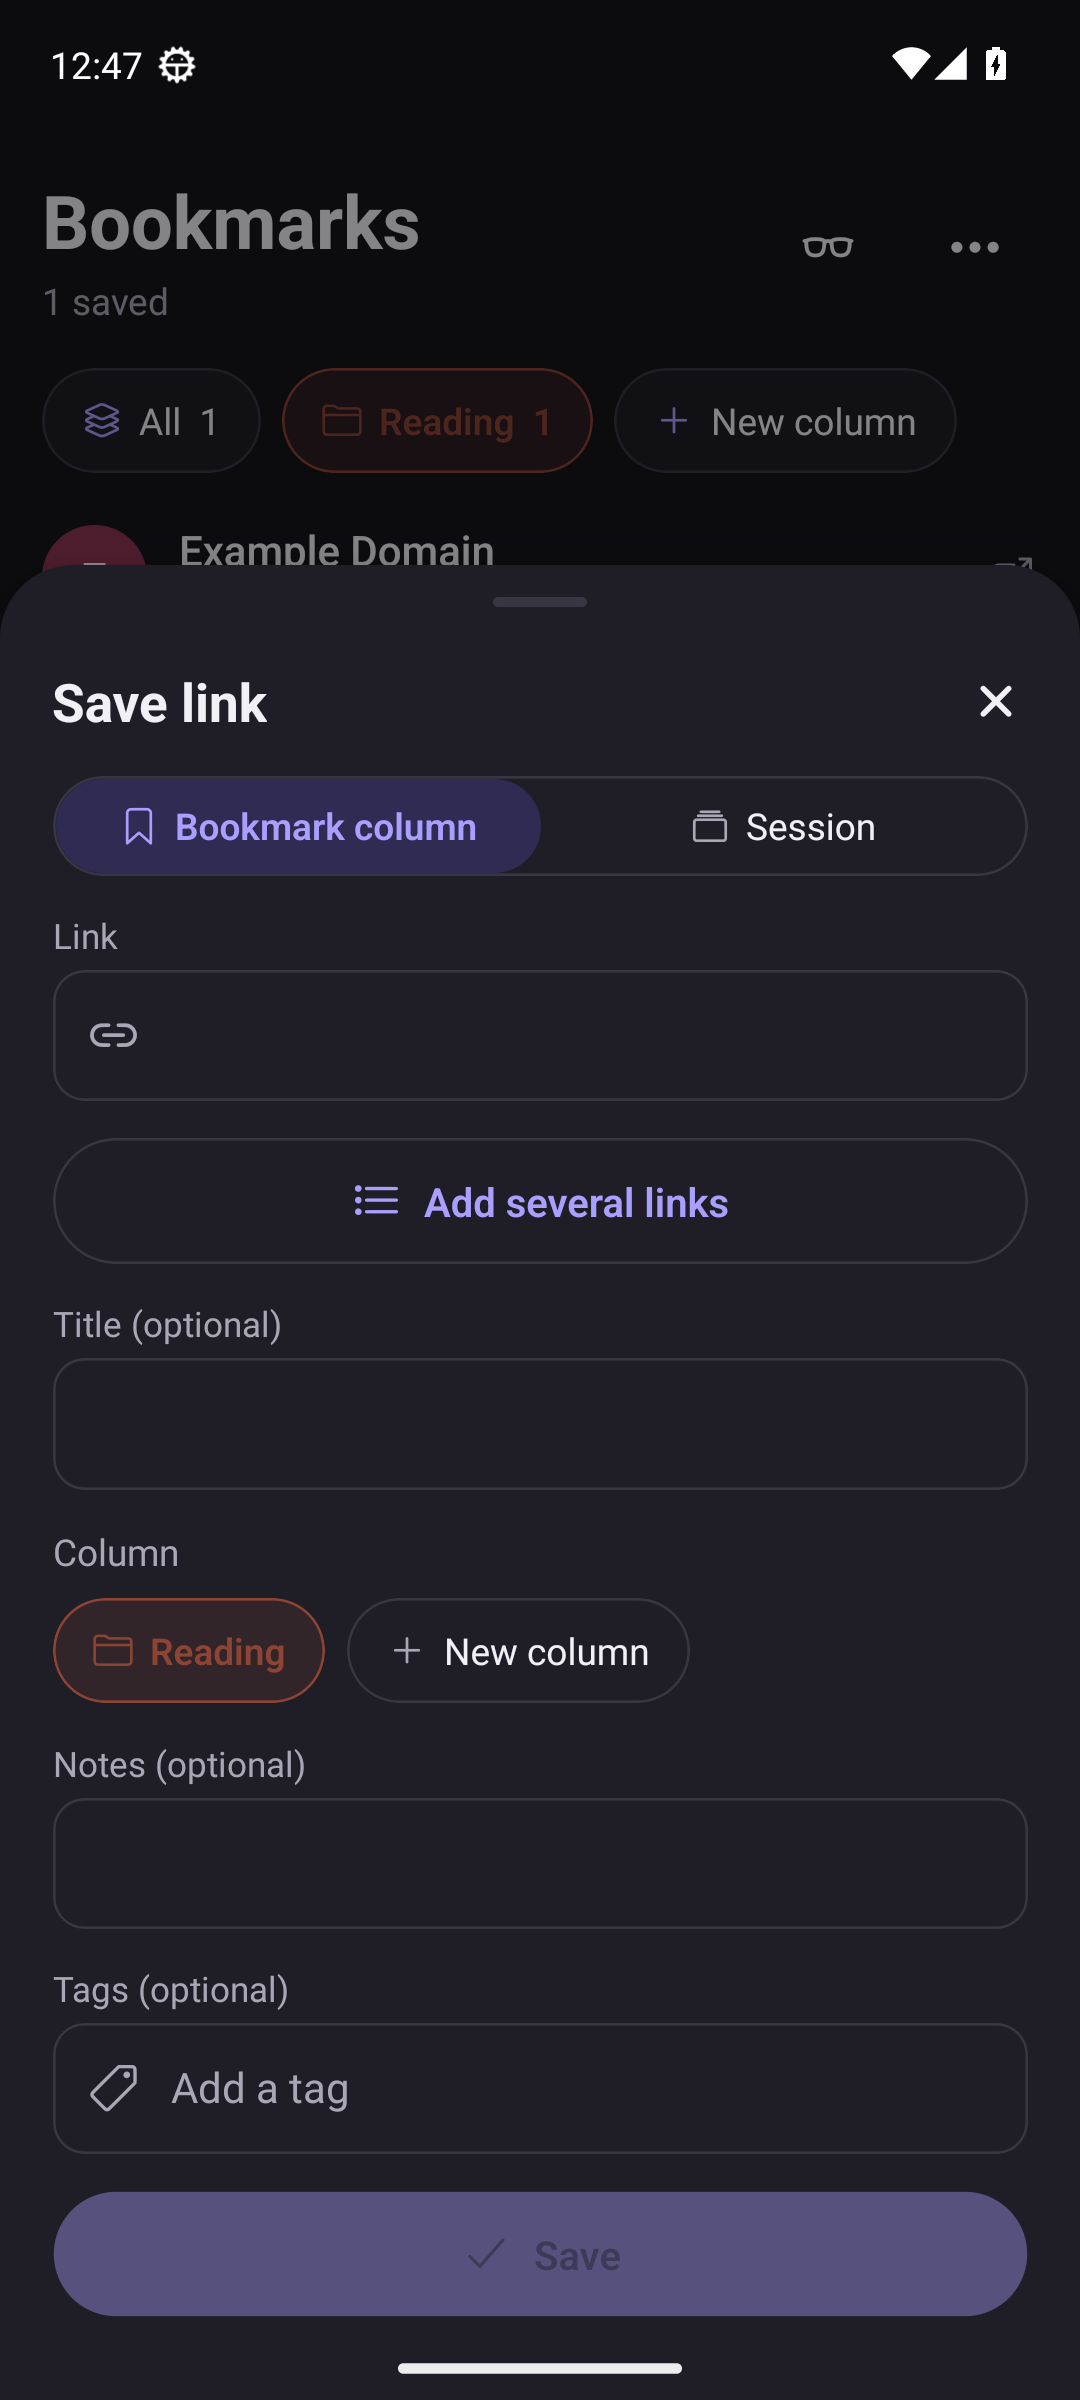 12:47
Bookmarks
1 saved
All 1
Reading 1
New column
Example Domain
Save link
Bookmark column
Session
Link
Add several links
Title (optional)
Column
Reading
New column
Notes (optional)
Tags (optional)
Add a tag
Save